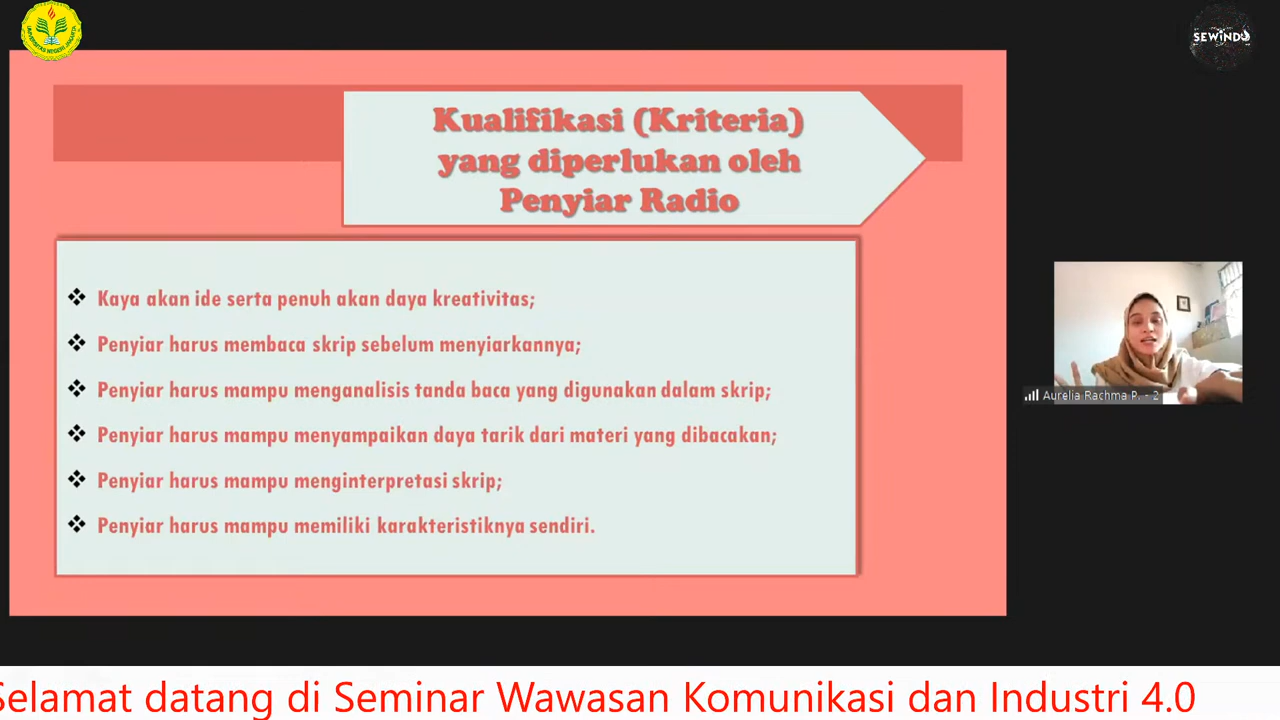 UNIVERSITAS NEGERI JAKARTA
SEWINDU
Kualifikasi (Kriteria)
yang diperlukan oleh
Penyiar Radio
Kaya akan ide serta penuh akan daya kreativitas;
Penyiar harus membaca skrip sebelum menyiarkannya;
Penyiar harus mampu menganalisis tanda baca yang digunakan dalam skrip;
Penyiar harus mampu menyampaikan daya tarik dari materi yang dibacakan;
Penyiar harus mampu menginterpretasi skrip;
Penyiar harus mampu memiliki karakteristiknya sendiri.
Aurelia Rachma P. - 2
Selamat datang di Seminar Wawasan Komunikasi dan Industri 4.0